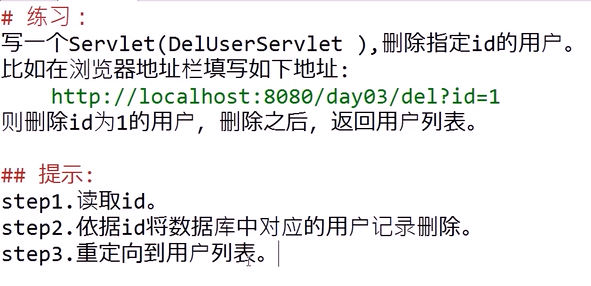 # 练习：
写一个Servlet(DelUserServlet ),删除指定id的用户。
比如在浏览器地址栏填写如下地址:
http://localhost:8080/day03/del?id=1
则删除id为1的用户，删除之后，返回用户列表。
## 提示:
step1.读取id。
step2.依据id将数据库中对应的用户记录删除。
step3.重定向到用户列表。